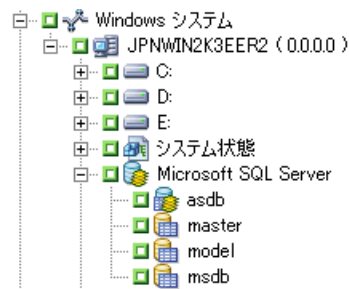 Windows システム
JPNWIN2K3EER2 ( 0.0.0.0 )
C:
D:
E:
システム状態
Microsoft SQL Server
asdb
master
model
msdb